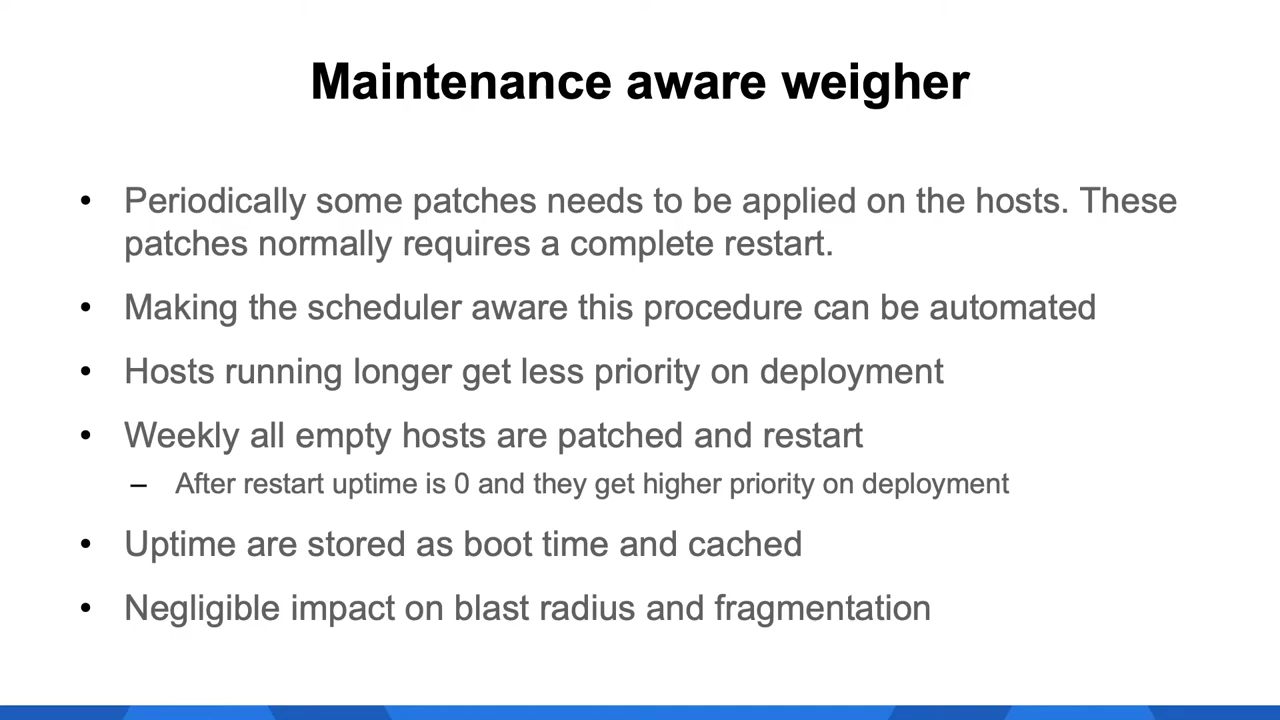 Maintenance aware weigher
• Periodically some patches needs to be applied on the hosts. These
patches normally requires a complete restart.
• Making the scheduler aware this procedure can be automated
• Hosts running longer get less priority on deployment
• Weekly all empty hosts are patched and restart
– After restart uptime is 0 and they get higher priority on deployment
• Uptime are stored as boot time and cached
• Negligible impact on blast radius and fragmentation